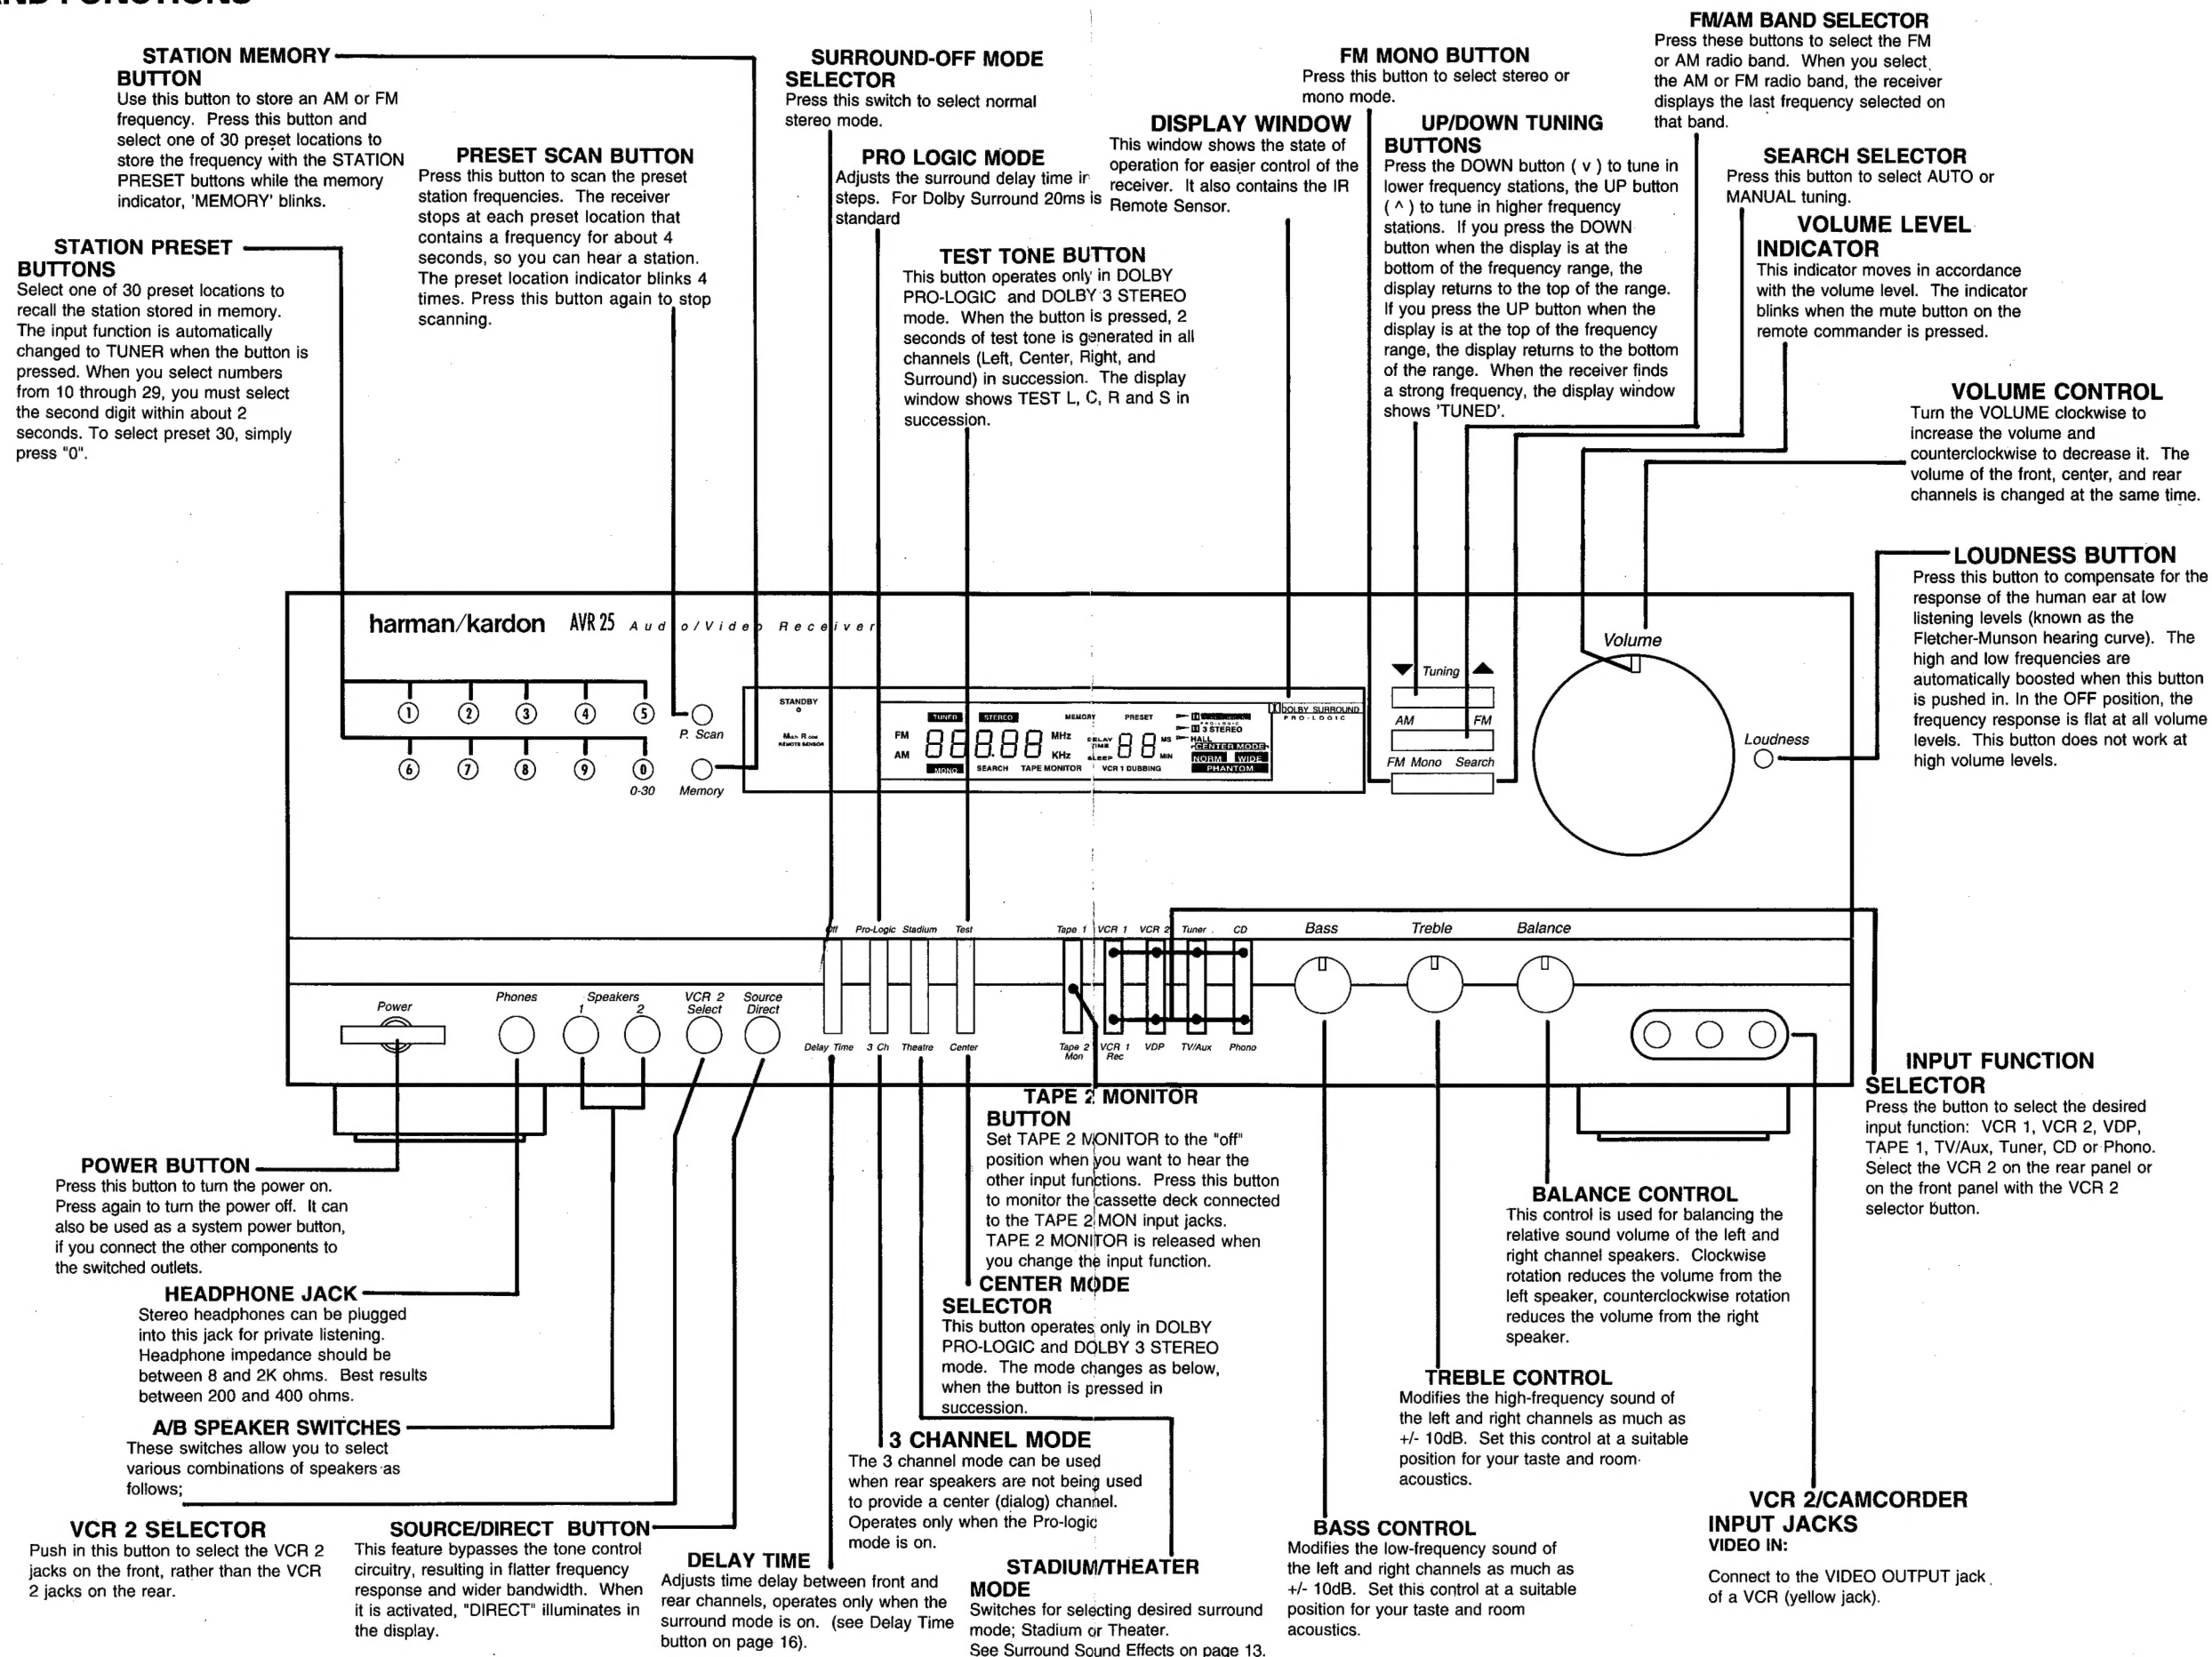 AND FUNCTIONS
STATION MEMORY
BUTTON
Use this button to store an AM or FM
frequency. Press this button and
select one of 30 preset locations to
store the frequency with the STATION
PRESET buttons while the memory
indicator, 'MEMORY' blinks.
STATION PRESET
BUTTONS
Select one of 30 preset locations to
recall the station stored in memory.
The input function is automatically
changed to TUNER when the button is
pressed. When you select numbers
from 10 through 29, you must select
the second digit within about 2
seconds. To select preset 30, simply
press "0".
PRESET SCAN BUTTON
Press this button to scan the preset
station frequencies. The receiver
stops at each preset location that
contains a frequency for about 4
seconds, so you can hear a station.
The preset location indicator blinks 4
times. Press this button again to stop
scanning.
SURROUND-OFF MODE
SELECTOR
Press this switch to select normal
stereo mode.
PRO LOGIC MODE
Adjusts the surround delay time in
steps. For Dolby Surround 20ms is
standard
TEST TONE BUTTON
This button operates only in DOLBY
PRO-LOGIC and DOLBY 3 STEREO
mode. When the button is pressed, 2
seconds of test tone is generated in all
channels (Left, Center, Right, and
Surround) in succession. The display
window shows TEST L, C, R and S in
succession.
DISPLAY WINDOW
This window shows the state of
operation for easier control of the
receiver. It also contains the IR
Remote Sensor.
FM MONO BUTTON
Press this button to select stereo or
mono mode.
UP/DOWN TUNING
BUTTONS
Press the DOWN button ( v ) to tune in
lower frequency stations, the UP button
( ^ ) to tune in higher frequency
stations. If you press the DOWN
button when the display is at the
bottom of the frequency range, the
display returns to the top of the range.
If you press the UP button when the
display is at the top of the frequency
range, the display returns to the bottom
of the range. When the receiver finds
a strong frequency, the display window
shows 'TUNED'.
FM/AM BAND SELECTOR
Press these buttons to select the FM
or AM radio band. When you select
the AM or FM radio band, the receiver
displays the last frequency selected on
that band.
SEARCH SELECTOR
Press this button to select AUTO or
MANUAL tuning.
VOLUME LEVEL
INDICATOR
This indicator moves in accordance
with the volume level. The indicator
blinks when the mute button on the
remote commander is pressed.
VOLUME CONTROL
Turn the VOLUME clockwise to
increase the volume and
counterclockwise to decrease it. The
volume of the front, center, and rear
channels is changed at the same time.
LOUDNESS BUTTON
Press this button to compensate for the
response of the human ear at low
listening levels (known as the
Fletcher-Munson hearing curve). The
high and low frequencies are
automatically boosted when this button
is pushed in. In the OFF position, the
frequency response is flat at all volume
levels. This button does not work at
high volume levels.
harman/kardon AVR 25 Audio/Video Receiver
1 2 3 4 5
P. Scan
6 7 8 9 0
0-30 Memory
STANDBY
REMOTE SENSOR
TUNED STEREO MEMORY PRESET
FM 88888 MHz DELAY TIME 88 MS
AM KHz SLEEP MIN
MONO SEARCH TAPE MONITOR VCR 1 DUBBING
PRO-LOGIC
3 STEREO
HALL
CENTER MODE
NORM WIDE
PHANTOM
DOLBY SURROUND
PRO-LOGIC
Tuning
AM FM
FM Mono Search
Volume
Loudness
Off Pro-Logic Stadium Test
Tape 1 VCR 1 VCR 2 Tuner CD
Bass Treble Balance
Power
Phones
Speakers
1 2
VCR 2
Select
Source
Direct
Delay Time 3 Ch Theatre Center
Tape 2
Mon
VCR 1
Rec
VDP TV/Aux Phono
POWER BUTTON
Press this button to turn the power on.
Press again to turn the power off. It can
also be used as a system power button,
if you connect the other components to
the switched outlets.
HEADPHONE JACK
Stereo headphones can be plugged
into this jack for private listening.
Headphone impedance should be
between 8 and 2K ohms. Best results
between 200 and 400 ohms.
A/B SPEAKER SWITCHES
These switches allow you to select
various combinations of speakers as
follows;
VCR 2 SELECTOR
Push in this button to select the VCR 2
jacks on the front, rather than the VCR
2 jacks on the rear.
SOURCE/DIRECT BUTTON
This feature bypasses the tone control
circuitry, resulting in flatter frequency
response and wider bandwidth. When
it is activated, "DIRECT" illuminates in
the display.
DELAY TIME
Adjusts time delay between front and
rear channels, operates only when the
surround mode is on. (see Delay Time
button on page 16).
TAPE 2 MONITOR
BUTTON
Set TAPE 2 MONITOR to the "off"
position when you want to hear the
other input functions. Press this button
to monitor the cassette deck connected
to the TAPE 2 MON input jacks.
TAPE 2 MONITOR is released when
you change the input function.
CENTER MODE
SELECTOR
This button operates only in DOLBY
PRO-LOGIC and DOLBY 3 STEREO
mode. The mode changes as below,
when the button is pressed in
succession.
3 CHANNEL MODE
The 3 channel mode can be used
when rear speakers are not being used
to provide a center (dialog) channel.
Operates only when the Pro-logic
mode is on.
STADIUM/THEATER
MODE
Switches for selecting desired surround
mode; Stadium or Theater.
See Surround Sound Effects on page 13.
BASS CONTROL
Modifies the low-frequency sound of
the left and right channels as much as
+/- 10dB. Set this control at a suitable
position for your taste and room
acoustics.
TREBLE CONTROL
Modifies the high-frequency sound of
the left and right channels as much as
+/- 10dB. Set this control at a suitable
position for your taste and room
acoustics.
BALANCE CONTROL
This control is used for balancing the
relative sound volume of the left and
right channel speakers. Clockwise
rotation reduces the volume from the
left speaker, counterclockwise rotation
reduces the volume from the right
speaker.
INPUT FUNCTION
SELECTOR
Press the button to select the desired
input function: VCR 1, VCR 2, VDP,
TAPE 1, TV/Aux, Tuner, CD or Phono.
Select the VCR 2 on the rear panel or
on the front panel with the VCR 2
selector button.
VCR 2/CAMCORDER
INPUT JACKS
VIDEO IN:
Connect to the VIDEO OUTPUT jack
of a VCR (yellow jack).